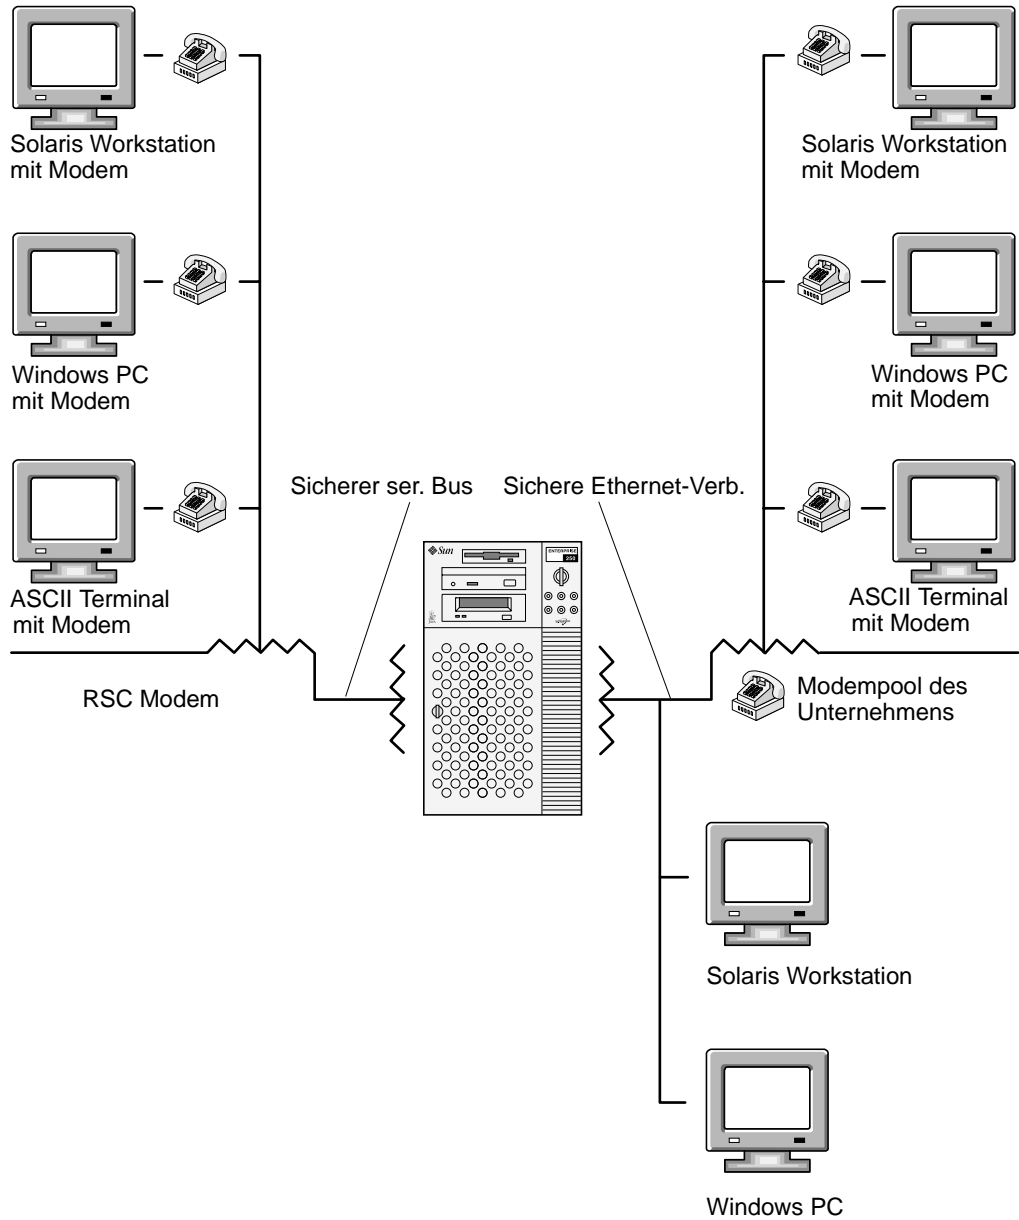 Solaris Workstation
mit Modem
Solaris Workstation
mit Modem
Windows PC
mit Modem
Windows PC
mit Modem
Sicherer ser. Bus
Sichere Ethernet-Verb.
Sun
ENTERPRISE
250
ASCII Terminal
mit Modem
ASCII Terminal
mit Modem
RSC Modem
Modempool des
Unternehmens
Solaris Workstation
Windows PC